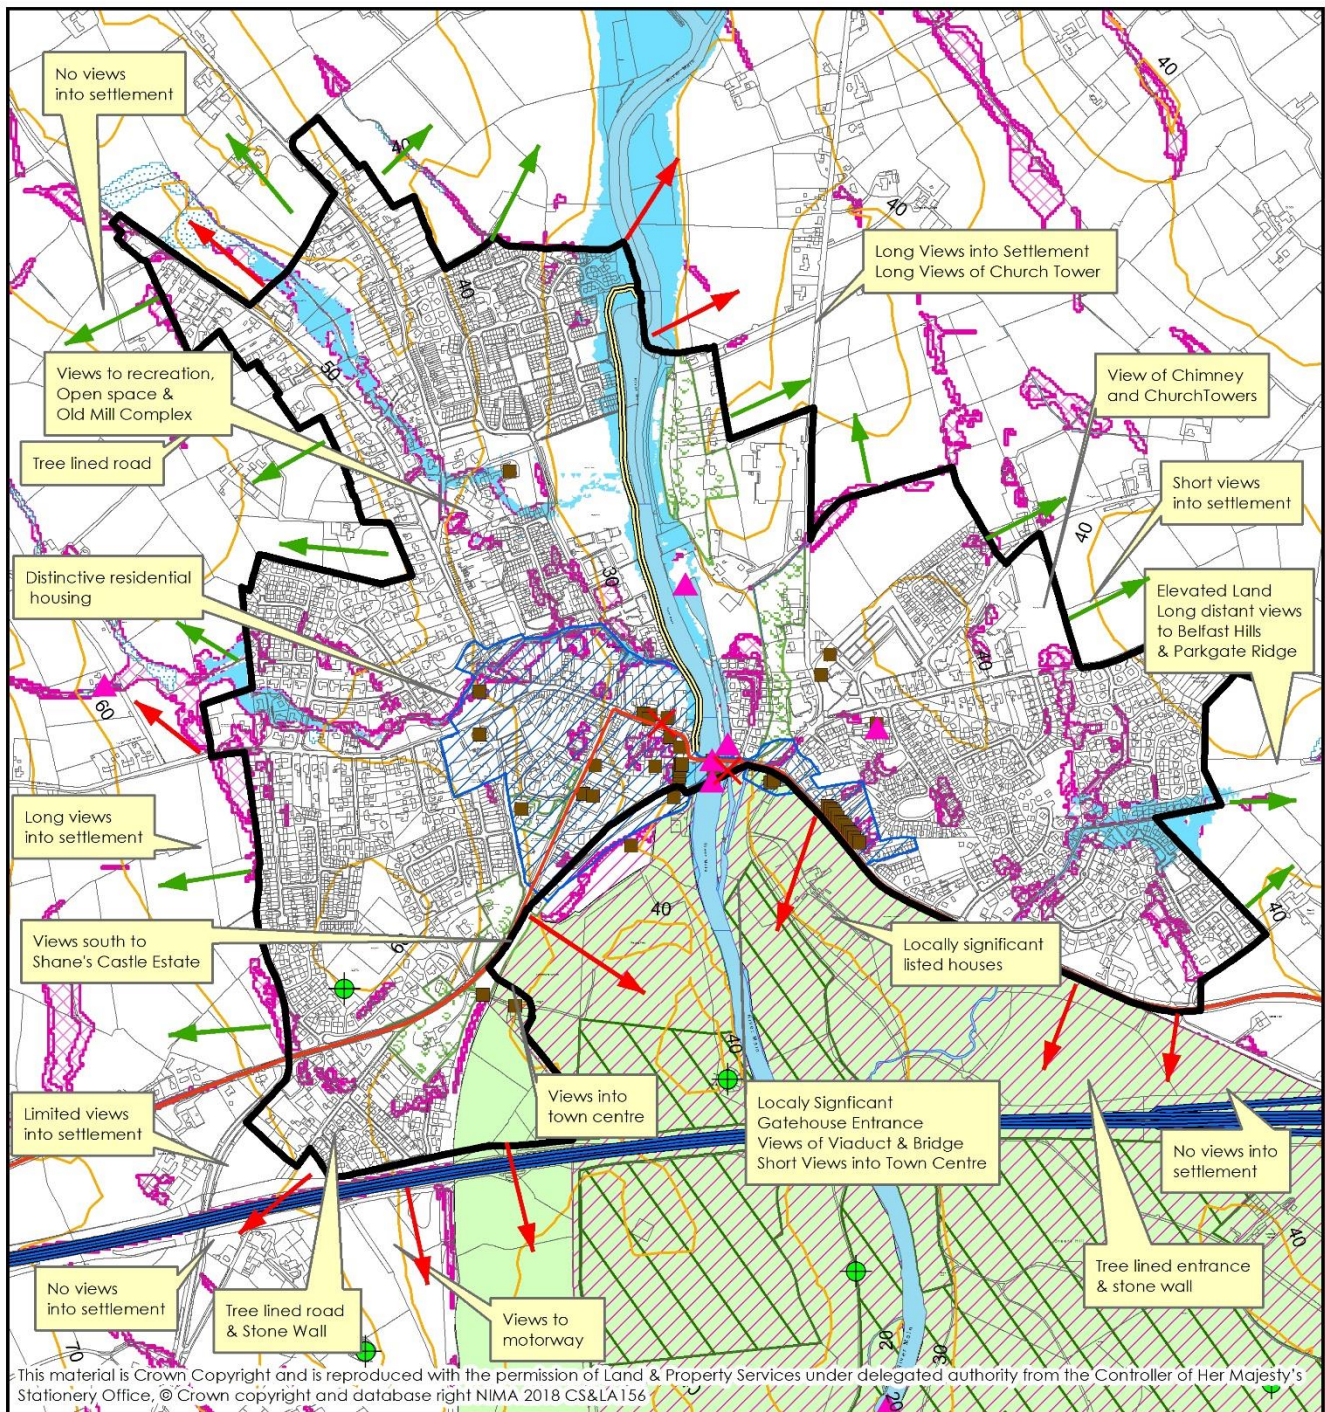 No views
into settlement
40
40
40
Long Views into Settlement
Long Views of Church Tower
40
50
Views to recreation,
Open space &
Old Mill Complex
Tree lined road
View of Chimney
and ChurchTowers
Short views
into settlement
40
Distinctive residential
housing
30
Elevated Land
Long distant views
to Belfast Hills
& Parkgate Ridge
40
60
Long views
into settlement
40
40
Views south to
Shane's Castle Estate
60
Locally significant
listed houses
River Main
40
Limited views
into settlement
Views into
town centre
Localy Signficant
Gatehouse Entrance
Views of Viaduct & Bridge
Short Views into Town Centre
No views into
settlement
40
No views
into settlement
Tree lined road
& Stone Wall
Views to
motorway
Tree lined entrance
& stone wall
70
20
30
This material is Crown Copyright and is reproduced with the permission of Land & Property Services under delegated authority from the Controller of Her Majesty's
Stationery Office, © Crown copyright and database right NIMA 2018 CS&LA156